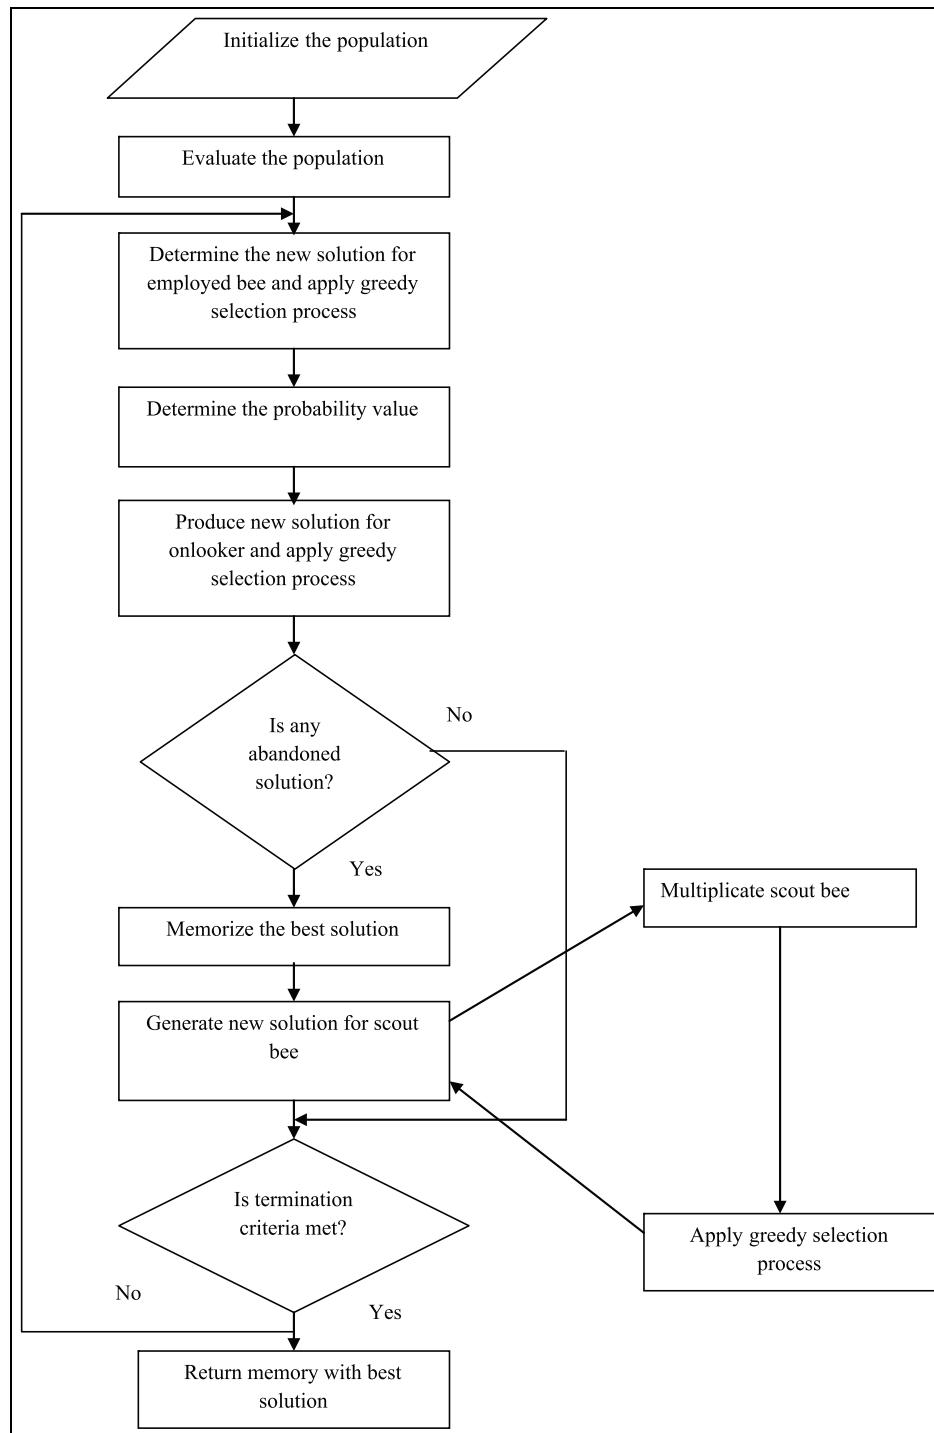 Initialize the population
Evaluate the population
Determine the new solution for
employed bee and apply greedy
selection process
Determine the probability value
Produce new solution for
onlooker and apply greedy
selection process
Is any
abandoned
solution?
No
Yes
Memorize the best solution
Multiplicate scout bee
Generate new solution for scout
bee
Is termination
criteria met?
Apply greedy selection
process
No
Yes
Return memory with best
solution